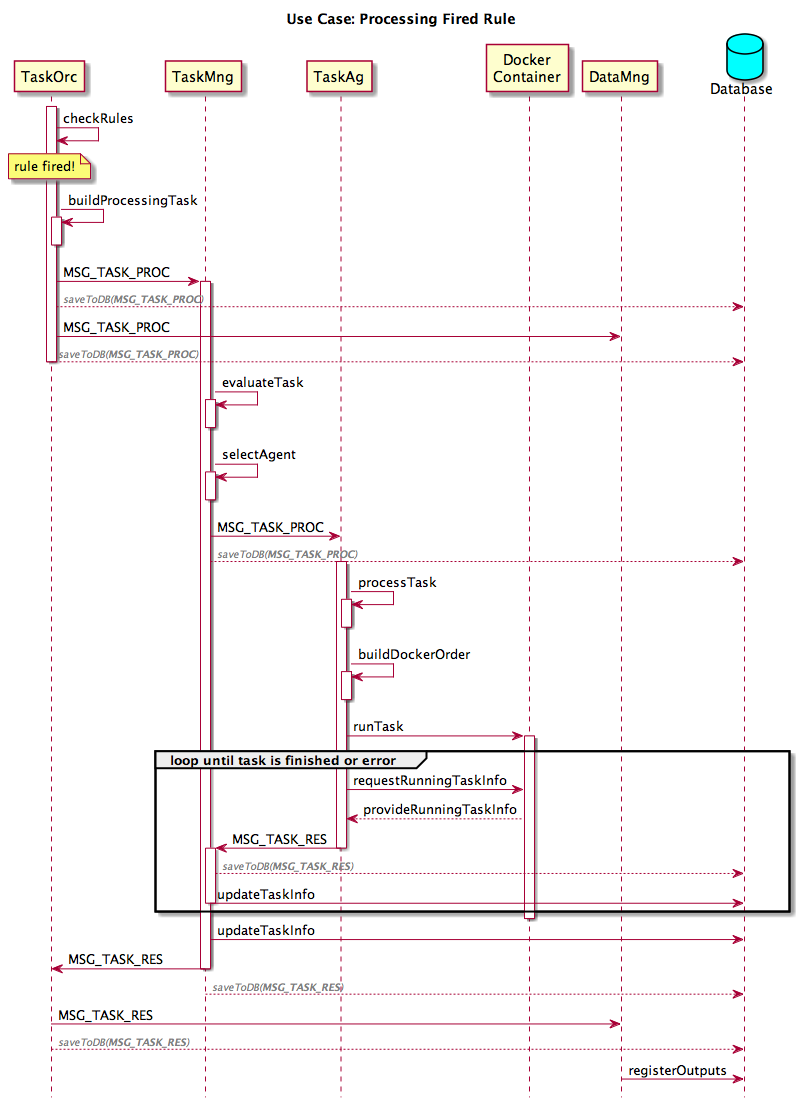 Use Case: Processing Fired Rule
TaskOrc
TaskMng
TaskAg
Docker
Container
DataMng
Database
checkRules
rule fired!
buildProcessingTask
MSG_TASK_PROC
saveToDB(MSG_TASK_PROC)
MSG_TASK_PROC
saveToDB(MSG_TASK_PROC)
evaluateTask
selectAgent
MSG_TASK_PROC
saveToDB(MSG_TASK_PROC)
processTask
buildDockerOrder
runTask
loop until task is finished or error
requestRunningTaskInfo
provideRunningTaskInfo
MSG_TASK_RES
saveToDB(MSG_TASK_RES)
updateTaskInfo
updateTaskInfo
MSG_TASK_RES
saveToDB(MSG_TASK_RES)
MSG_TASK_RES
saveToDB(MSG_TASK_RES)
registerOutputs